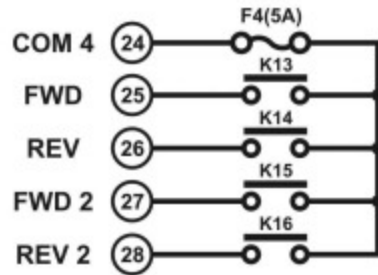 F4(5A)
COM 4 24
K13
FWD 25
K14
REV 26
K15
FWD 2 27
K16
REV 2 28